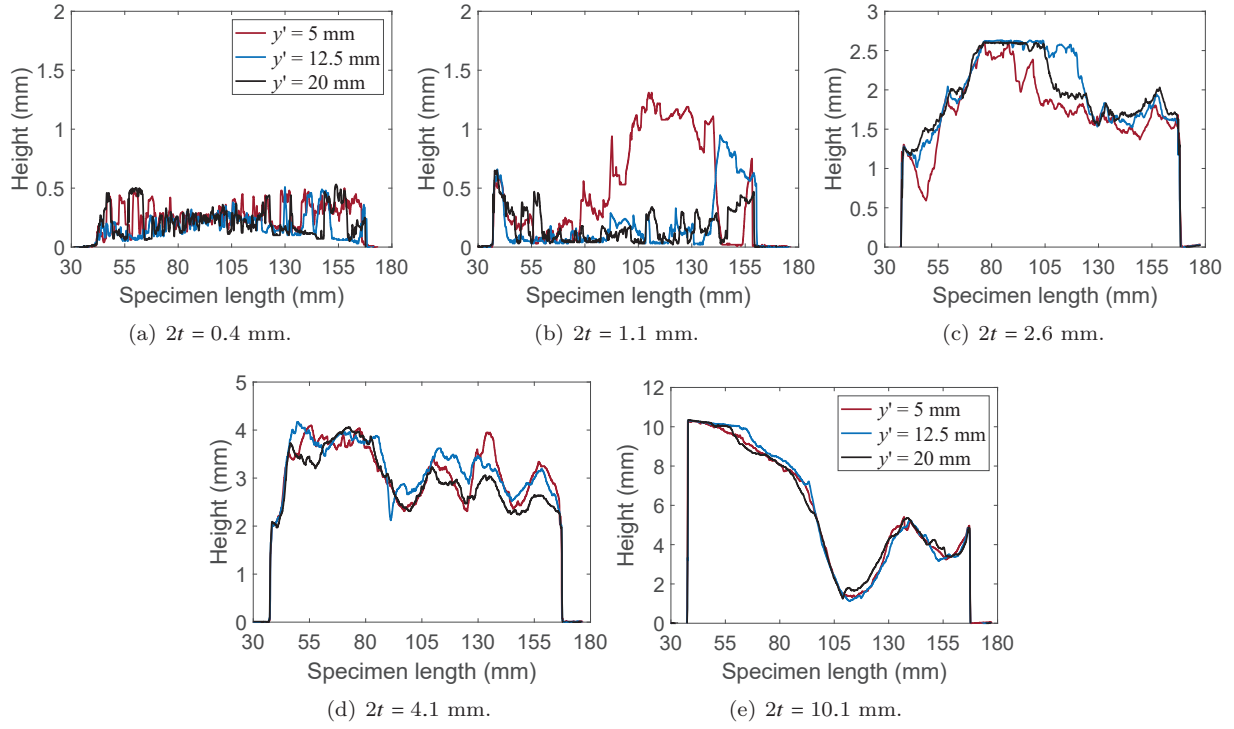 2
1.5
1
0.5
0
30 55 80 105 130 155 180
Height (mm)
Specimen length (mm)
y' = 5 mm
y' = 12.5 mm
y' = 20 mm
(a) 2t = 0.4 mm.
2
1.5
1
0.5
0
30 55 80 105 130 155 180
Height (mm)
Specimen length (mm)
(b) 2t = 1.1 mm.
3
2.5
2
1.5
1
0.5
0
30 55 80 105 130 155 180
Height (mm)
Specimen length (mm)
(c) 2t = 2.6 mm.
5
4
3
2
1
0
30 55 80 105 130 155 180
Height (mm)
Specimen length (mm)
(d) 2t = 4.1 mm.
12
10
8
6
4
2
0
30 55 80 105 130 155 180
Height (mm)
Specimen length (mm)
y' = 5 mm
y' = 12.5 mm
y' = 20 mm
(e) 2t = 10.1 mm.